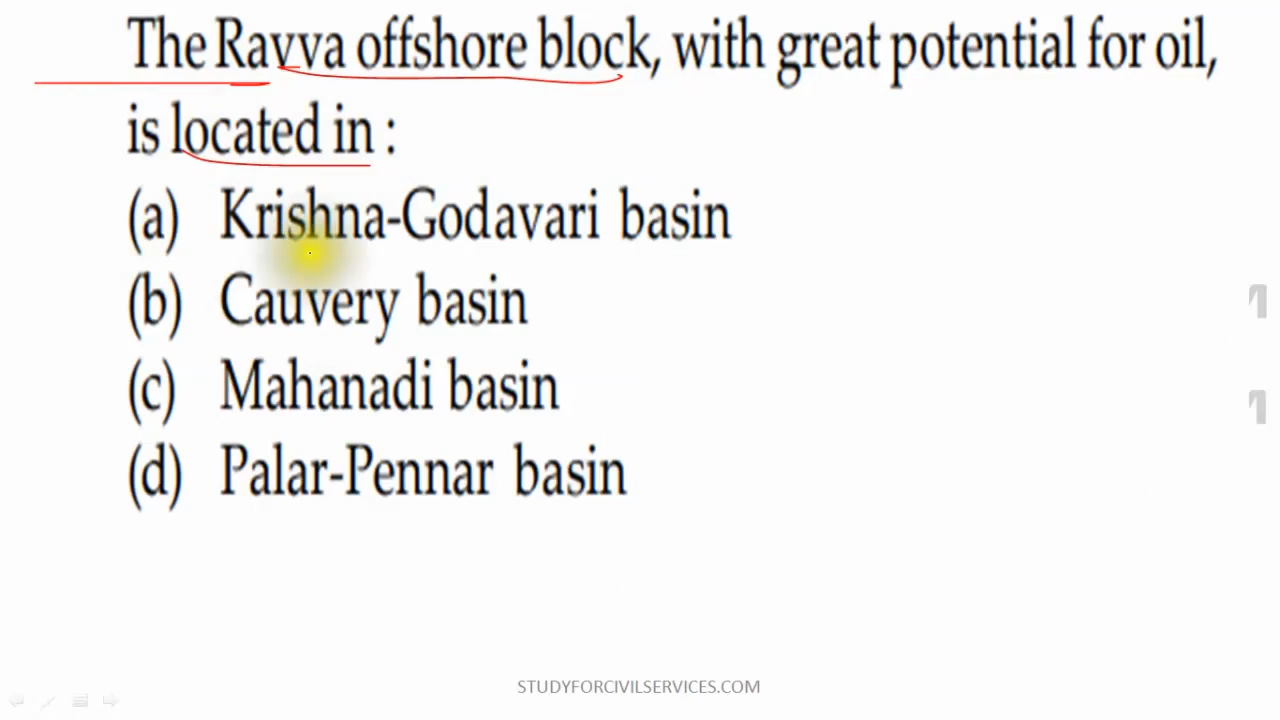 The Ravva offshore block, with great potential for oil,
is located in :
(a) Krishna-Godavari basin
(b) Cauvery basin
(c) Mahanadi basin
(d) Palar-Pennar basin
STUDYFORCIVILSERVICES.COM